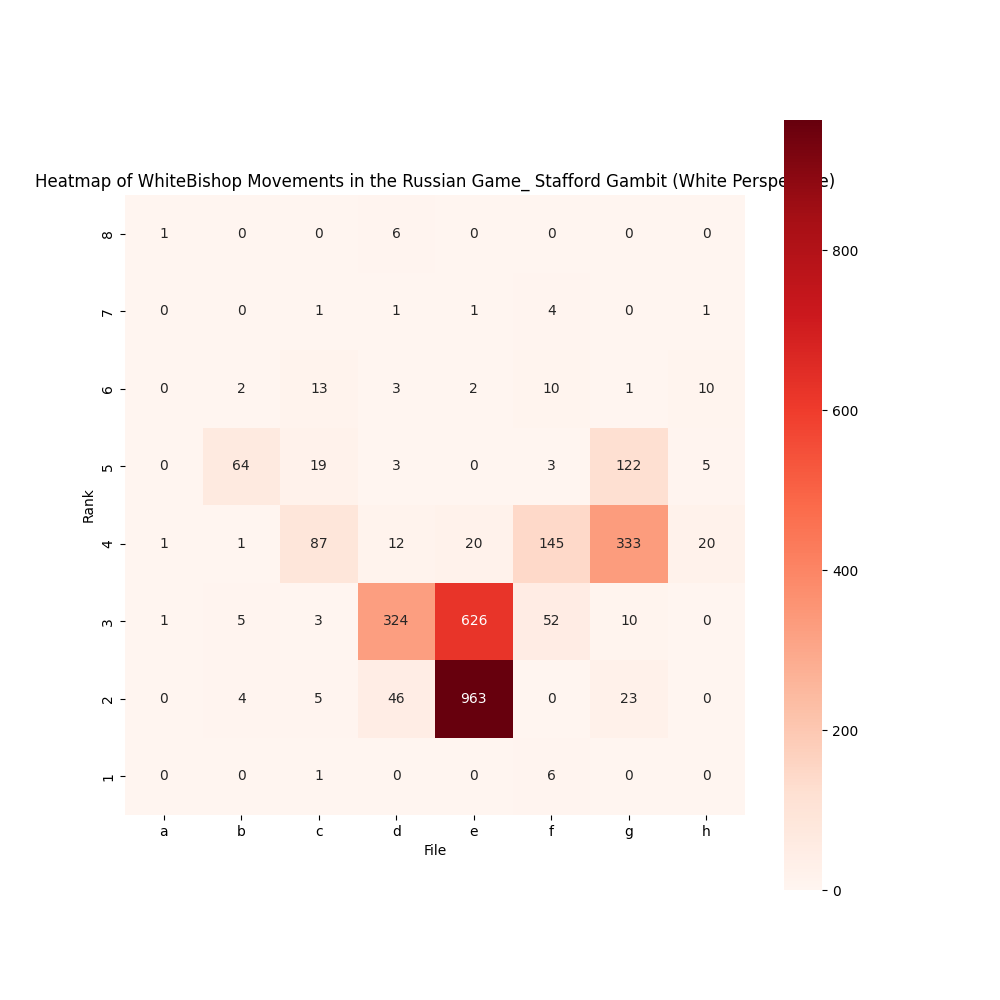 Heatmap of WhiteBishop Movements in the Russian Game_ Stafford Gambit (White Perspective)
8 1 0 0 6 0 0 0 0
7 0 0 1 1 1 4 0 1
6 0 2 13 3 2 10 1 10
5 0 64 19 3 0 3 122 5
4 1 1 87 12 20 145 333 20
3 1 5 3 324 626 52 10 0
2 0 4 5 46 963 0 23 0
1 0 0 1 0 0 6 0 0
a b c d e f g h
File
Rank
800
600
400
200
0